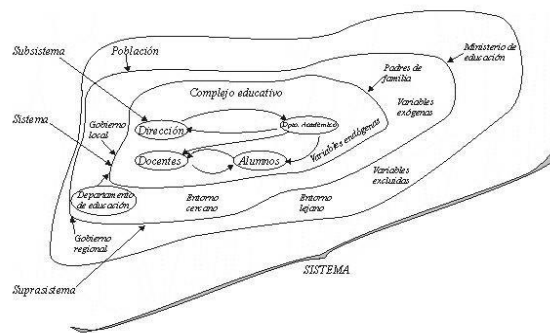 Subsistema
Población
Ministerio de
educación
Padres de
familia
Complejo educativo
Sistema
Gobierno
local
Dirección
Dpto. Académico
Variables
exógenas
Docentes
Alumnos
Variables endógenas
Variables
excluidas
Departamento
de educación
Entorno
cercano
Entorno
lejano
Gobierno
regional
Suprasistema
SISTEMA